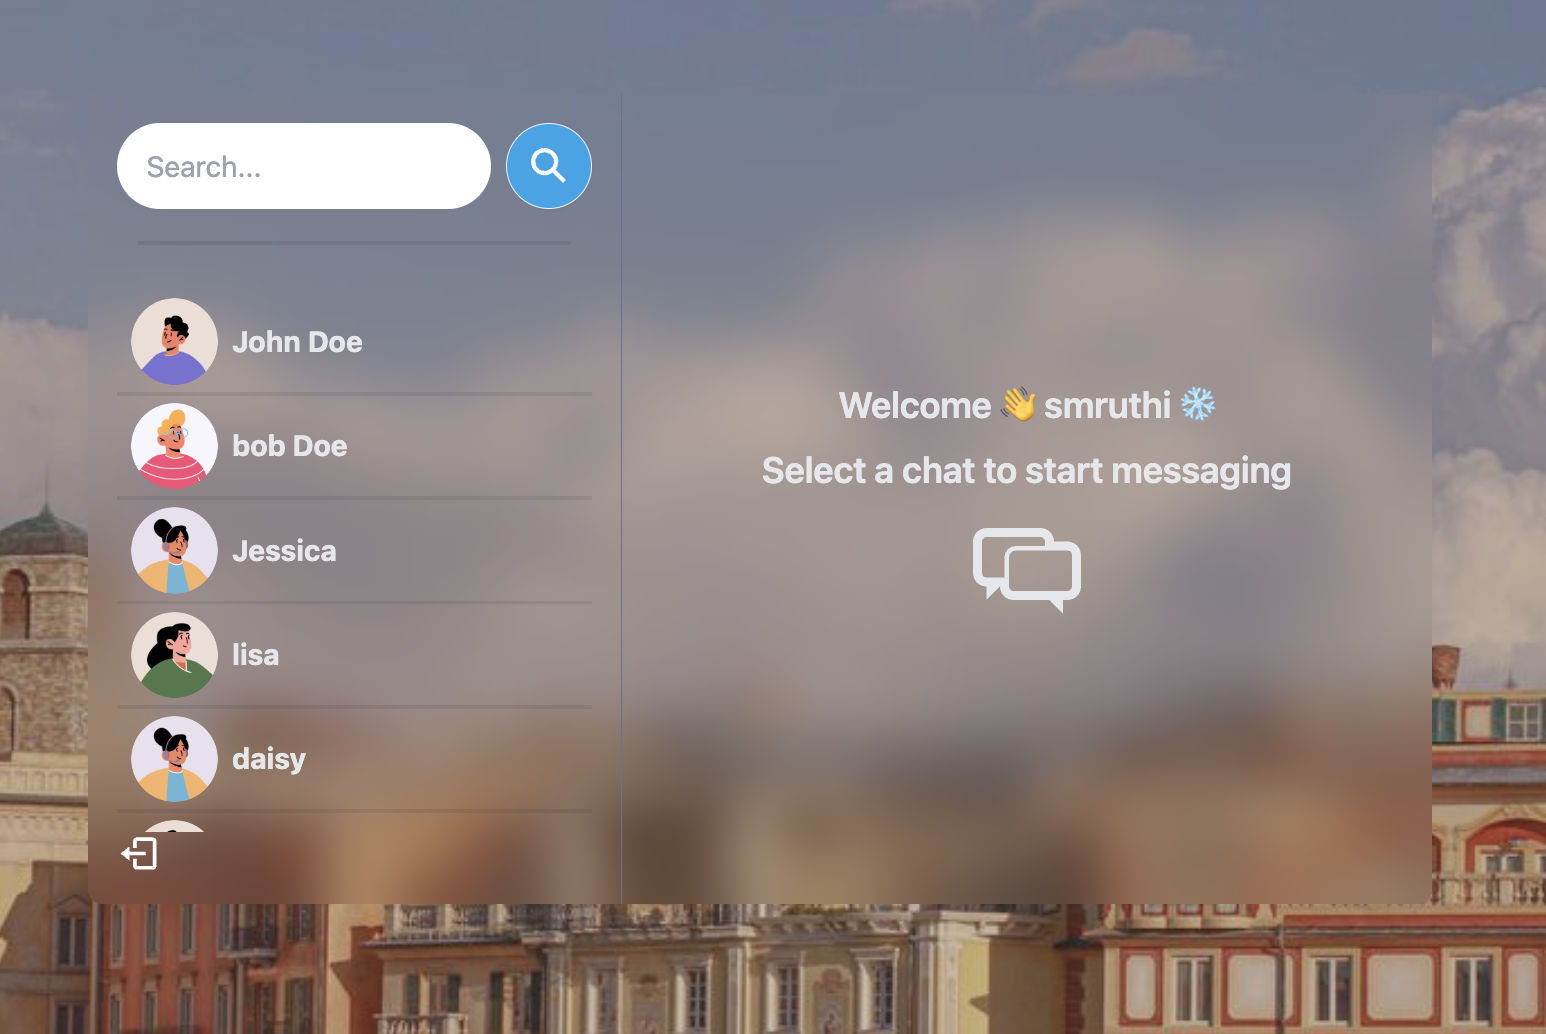 Search...
John Doe
bob Doe
Jessica
lisa
daisy
Welcome 👋 smruthi ❄️
Select a chat to start messaging